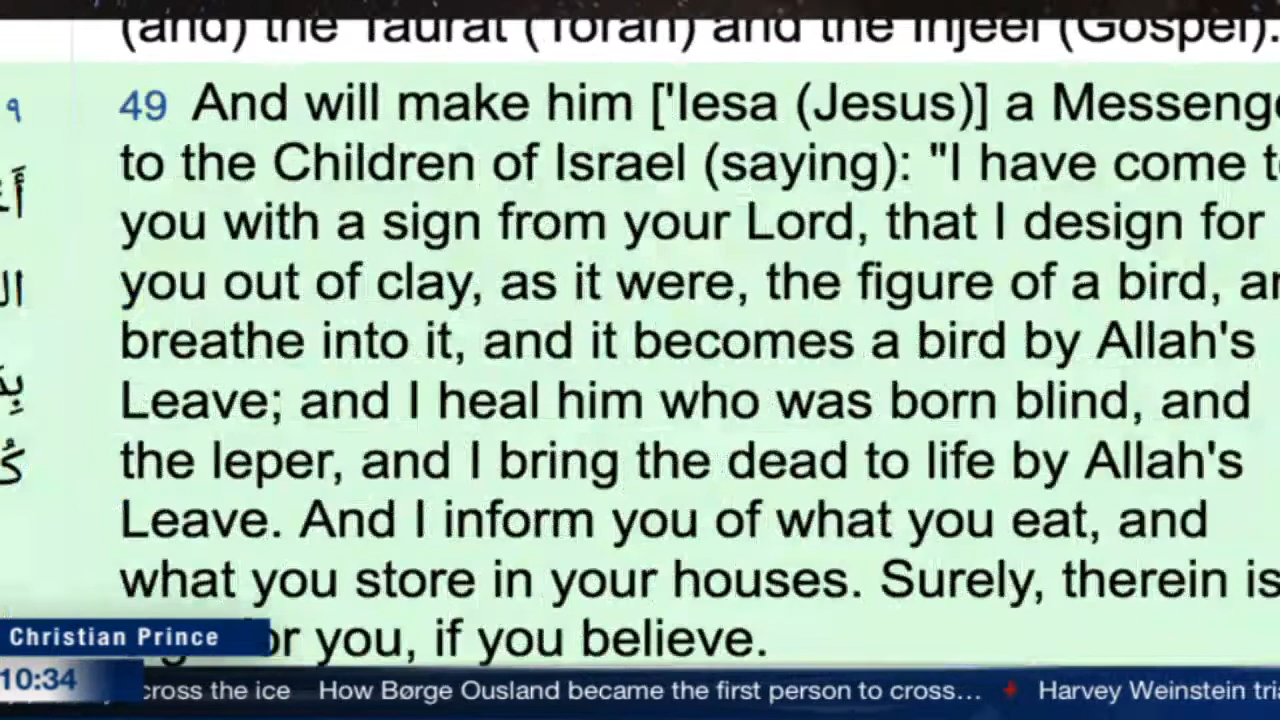 (and) the Taurat (Torah) and the Injeel (Gospel).
49 And will make him ['Iesa (Jesus)] a Messenge
to the Children of Israel (saying): "I have come t
you with a sign from your Lord, that I design for
you out of clay, as it were, the figure of a bird, an
breathe into it, and it becomes a bird by Allah's
Leave; and I heal him who was born blind, and
the leper, and I bring the dead to life by Allah's
Leave. And I inform you of what you eat, and
what you store in your houses. Surely, therein is
or you, if you believe.
Christian Prince
10:34
cross the ice How Børge Ousland became the first person to cross... Harvey Weinstein tri